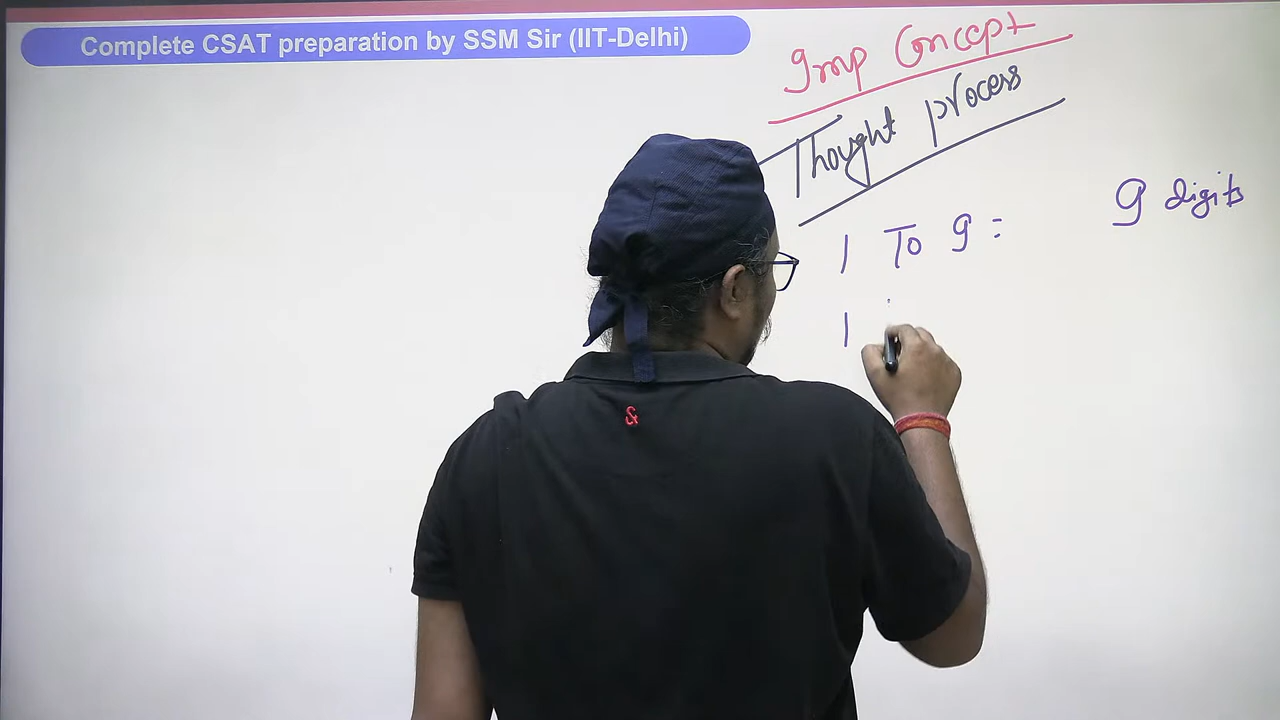 Complete CSAT preparation by SSM Sir (IIT-Delhi)
Imp Concept
Thought process
1 To 9 = 9 digits
1
&